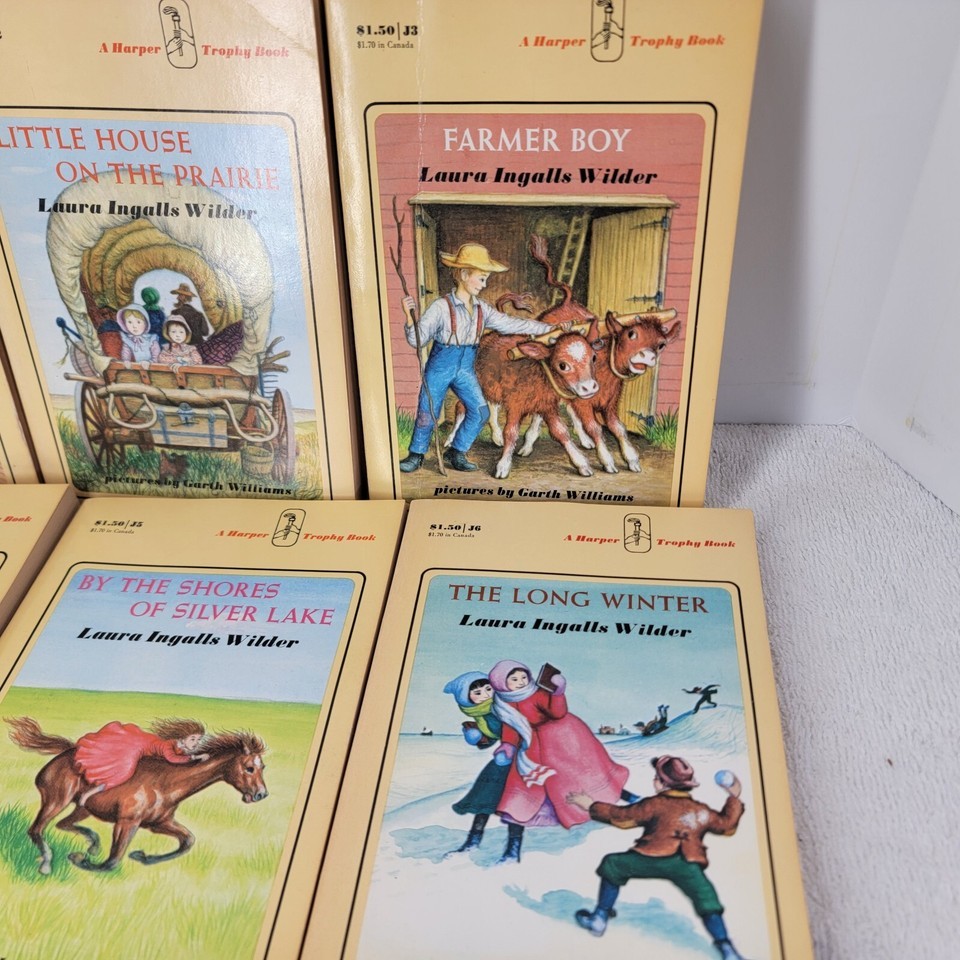 A Harper Trophy Book
LITTLE HOUSE
ON THE PRAIRIE
Laura Ingalls Wilder
pictures by Garth Williams
$1.50 | J3
$1.70 in Canada
A Harper Trophy Book
FARMER BOY
Laura Ingalls Wilder
pictures by Garth Williams
Book
$1.50 | J5
$1.70 in Canada
A Harper Trophy Book
BY THE SHORES
OF SILVER LAKE
Laura Ingalls Wilder
$1.50 | J6
$1.70 in Canada
A Harper Trophy Book
THE LONG WINTER
Laura Ingalls Wilder